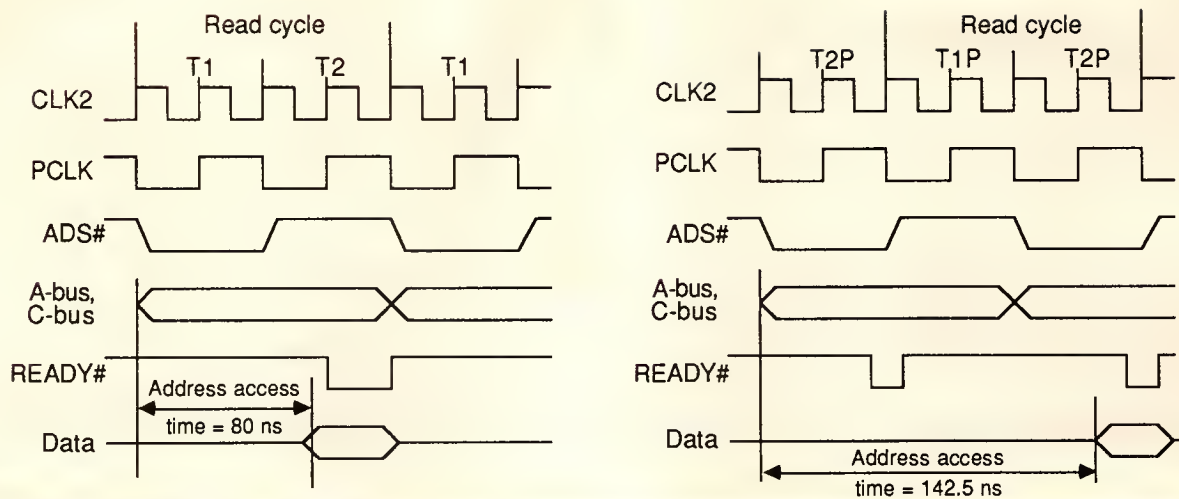 Read cycle
T1 T2 T1
CLK2
PCLK
ADS#
A-bus,
C-bus
READY#
Address access
time = 80 ns
Data
Read cycle
T2P T1P T2P
CLK2
PCLK
ADS#
A-bus,
C-bus
READY#
Data
Address access
time = 142.5 ns